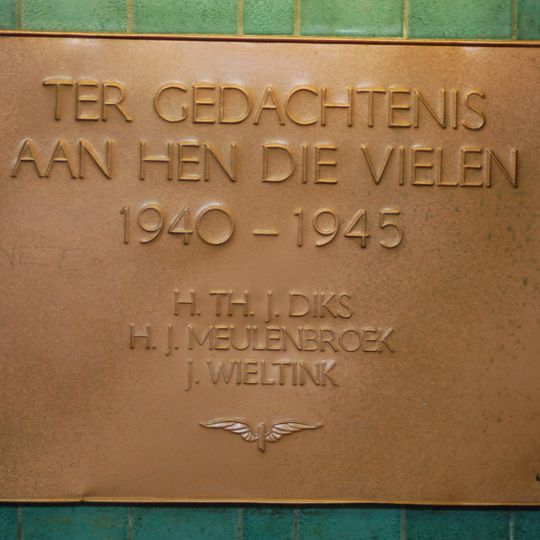 TER GEDACHTENIS
AAN HEN DIE VIELEN
1940 - 1945
H. TH. J. DIKS
H. J. MEULENBROEK
J. WIELTINK